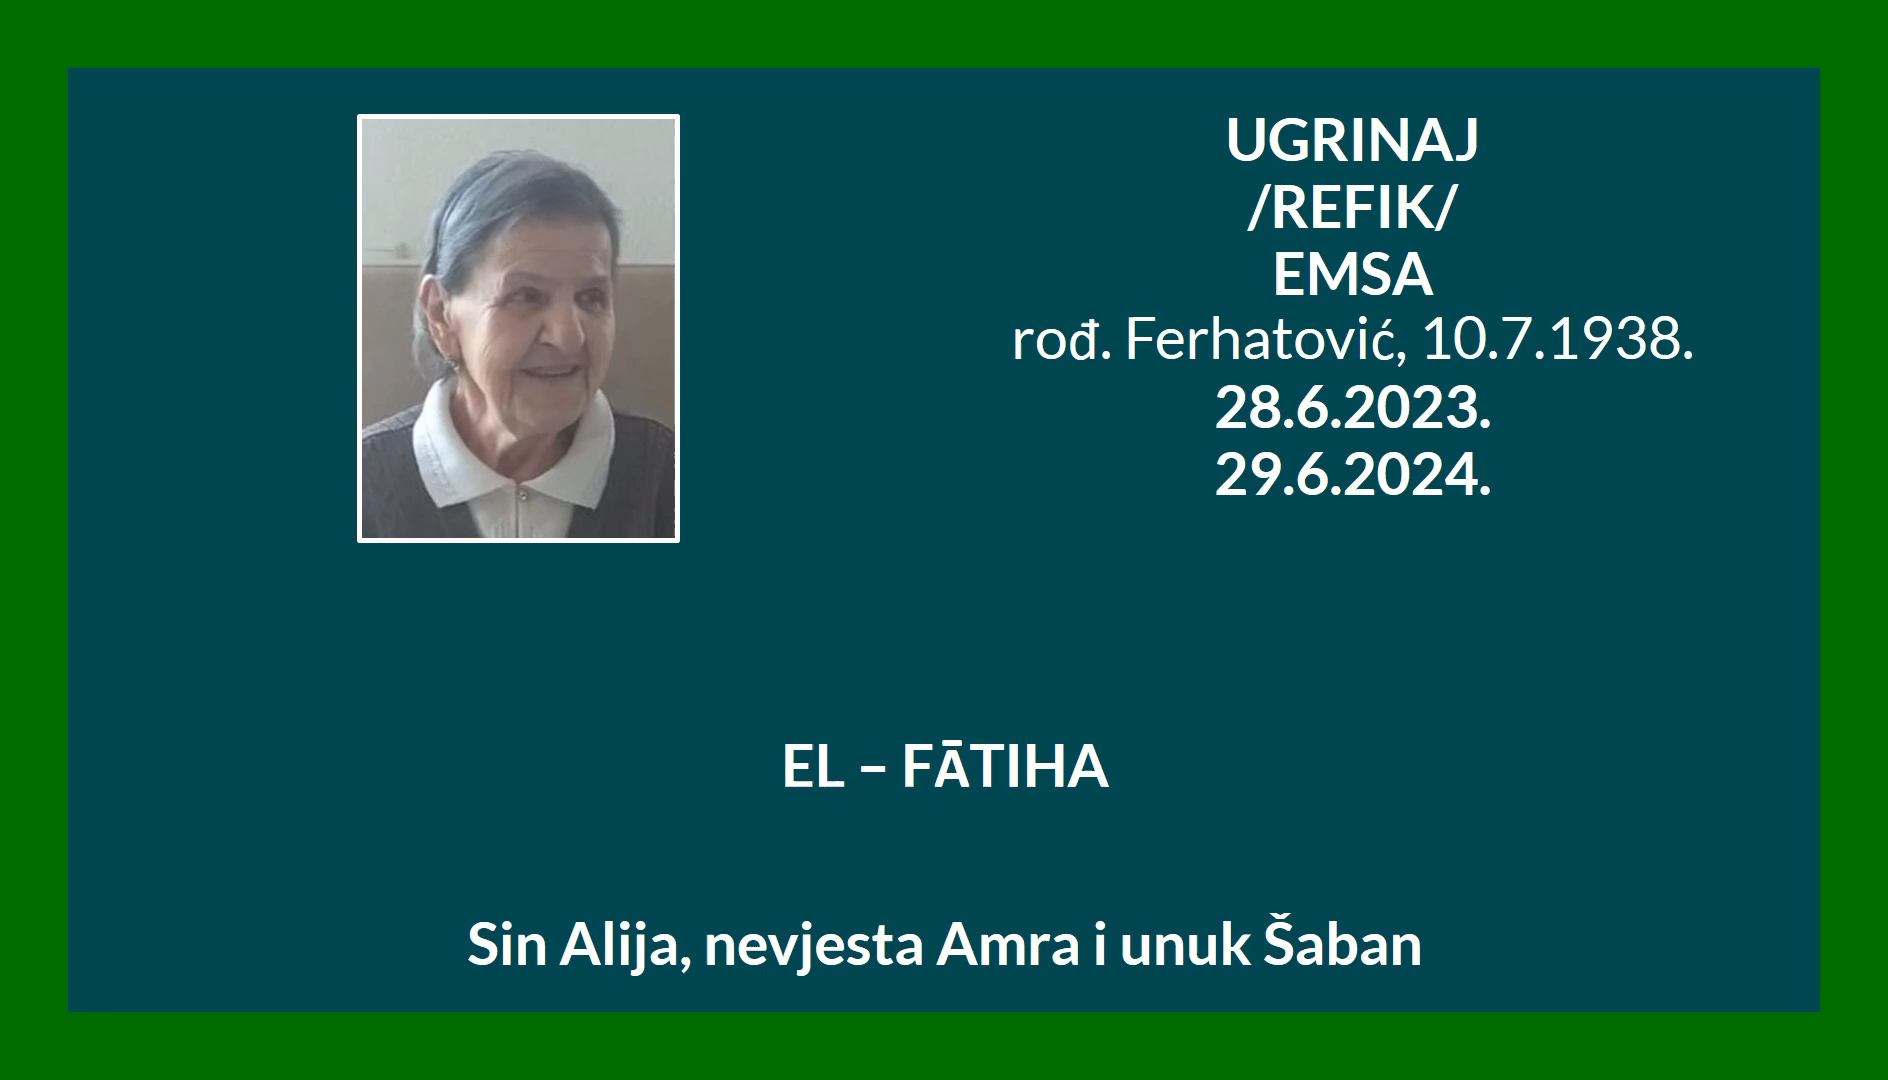 UGRINAJ
/REFIK/
EMSA
rođ. Ferhatović, 10.7.1938.
28.6.2023.
29.6.2024.
EL – FĀTIHA
Sin Alija, nevjesta Amra i unuk Šaban